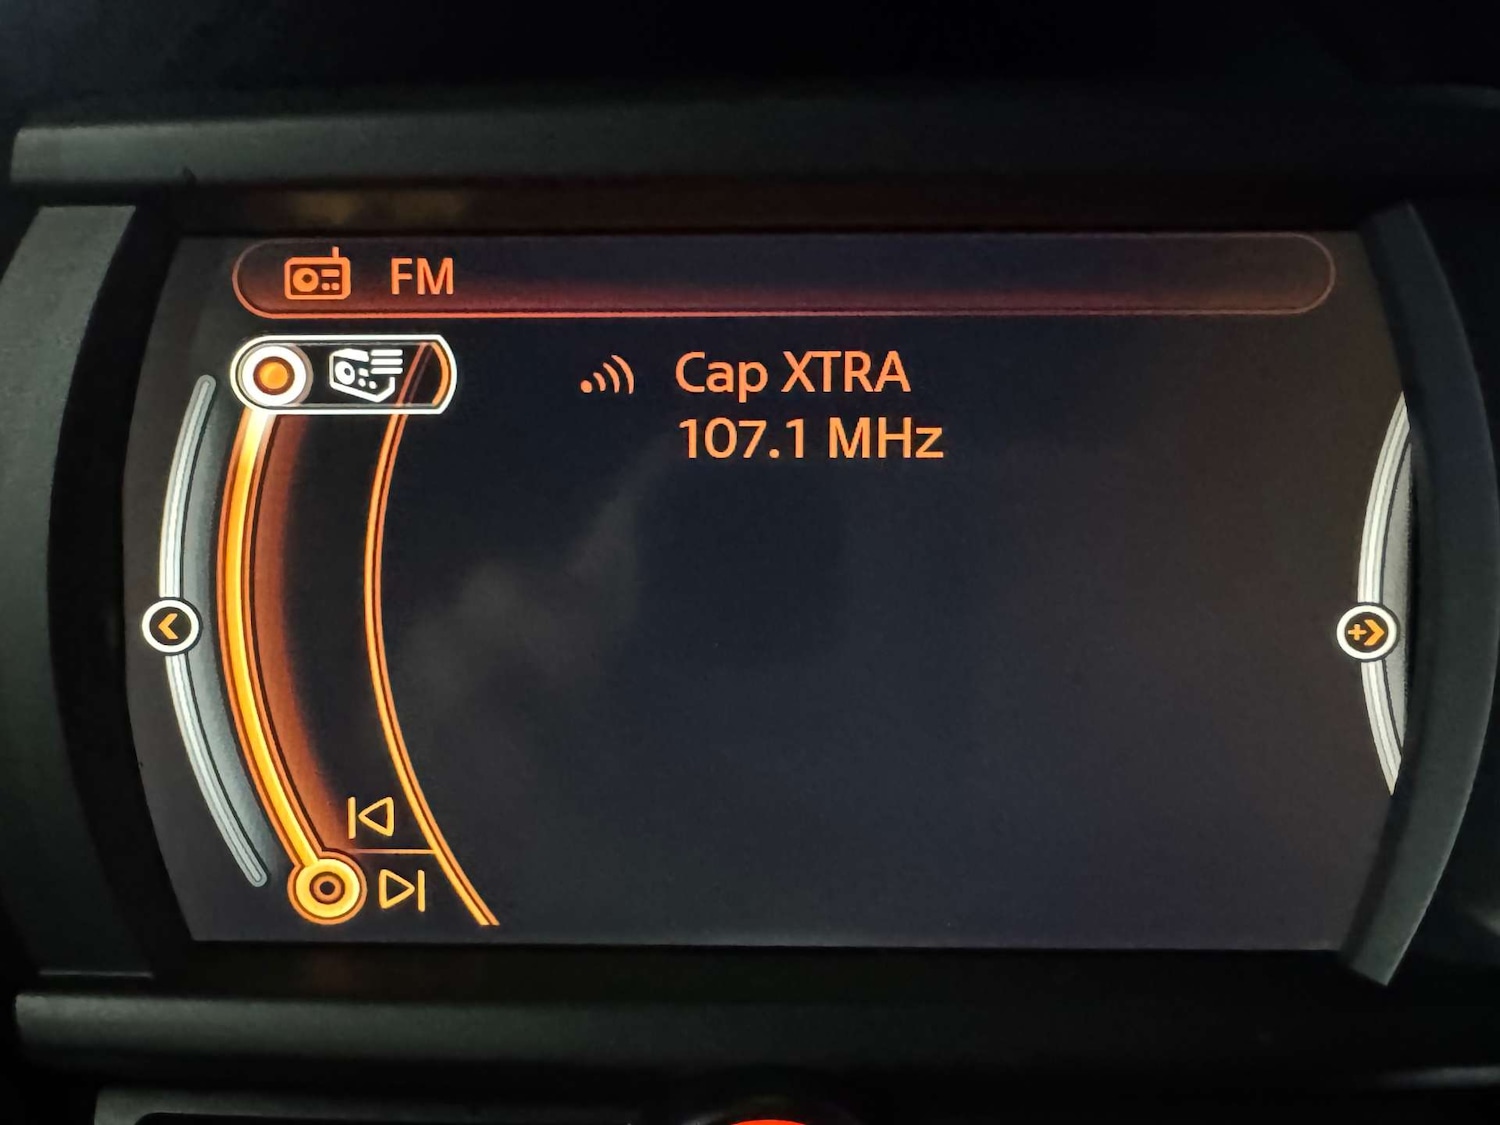 FM
Cap XTRA
107.1 MHz